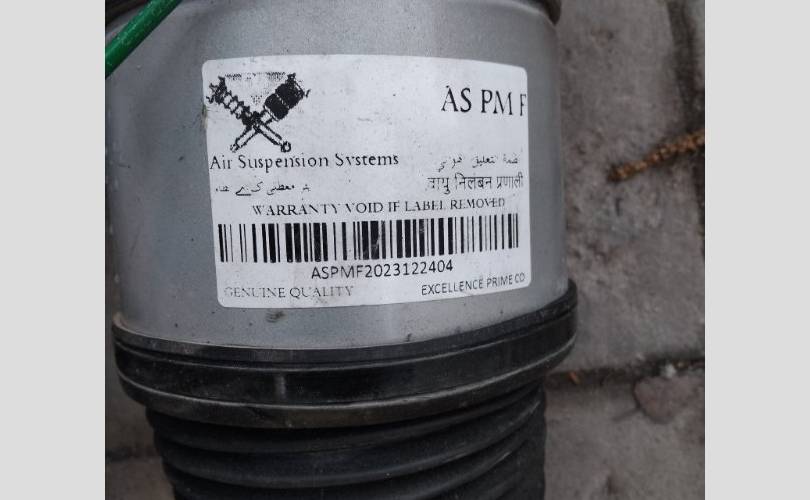 AS PM F
Air Suspension Systems
वायु निलंबन प्रणाली
WARRANTY VOID IF LABEL REMOVED
ASPMF2023122404
GENUINE QUALITY
EXCELLENCE PRIME CO